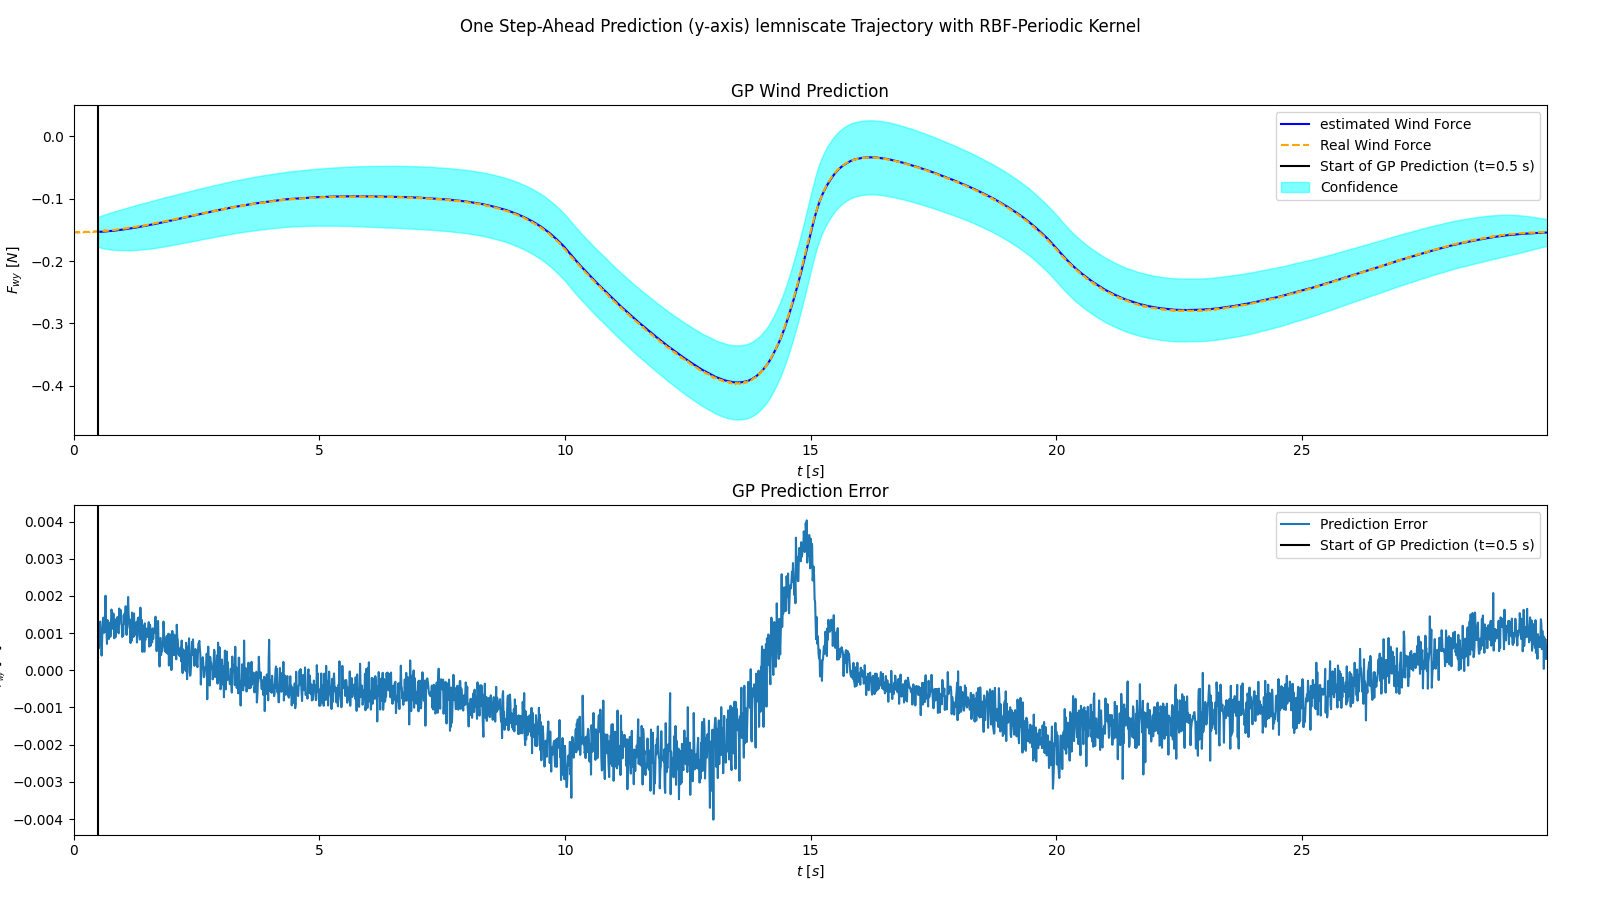 One Step-Ahead Prediction (y-axis) lemniscate Trajectory with RBF-Periodic Kernel
GP Wind Prediction
estimated Wind Force
Real Wind Force
Start of GP Prediction (t=0.5 s)
Confidence
0.0
−0.1
−0.2
−0.3
−0.4
F_wy [N]
0 5 10 15 20 25
t [s]
GP Prediction Error
Prediction Error
Start of GP Prediction (t=0.5 s)
0.004
0.003
0.002
0.001
0.000
−0.001
−0.002
−0.003
−0.004
0 5 10 15 20 25
t [s]